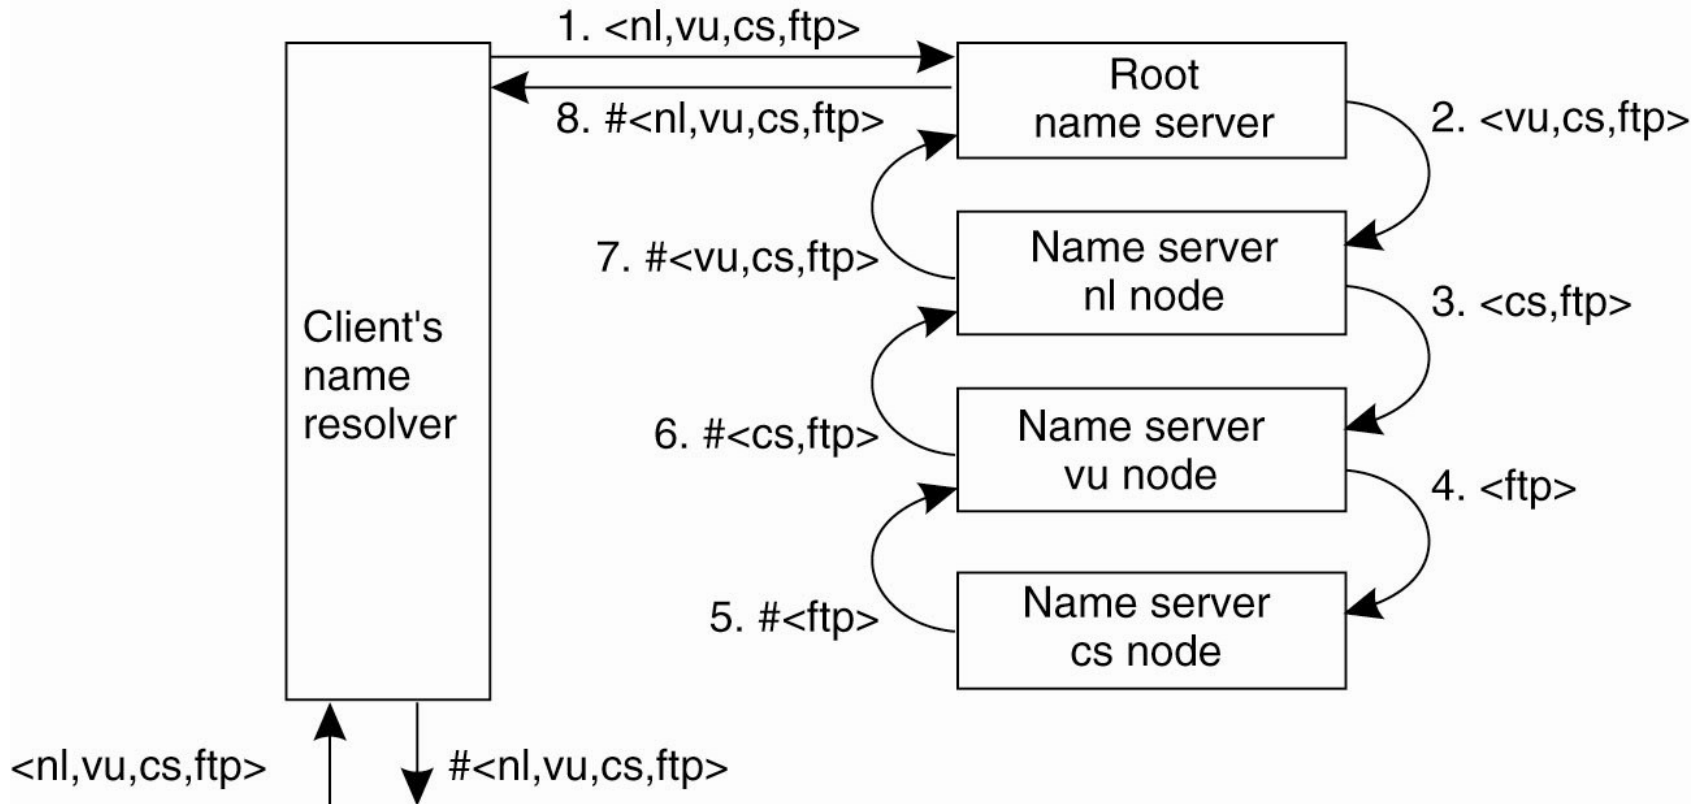 1. <nl,vu,cs,ftp>
8. #<nl,vu,cs,ftp>
Root
name server
2. <vu,cs,ftp>
7. #<vu,cs,ftp>
Name server
nl node
3. <cs,ftp>
Client's
name
resolver
6. #<cs,ftp>
Name server
vu node
4. <ftp>
5. #<ftp>
Name server
cs node
<nl,vu,cs,ftp>
#<nl,vu,cs,ftp>